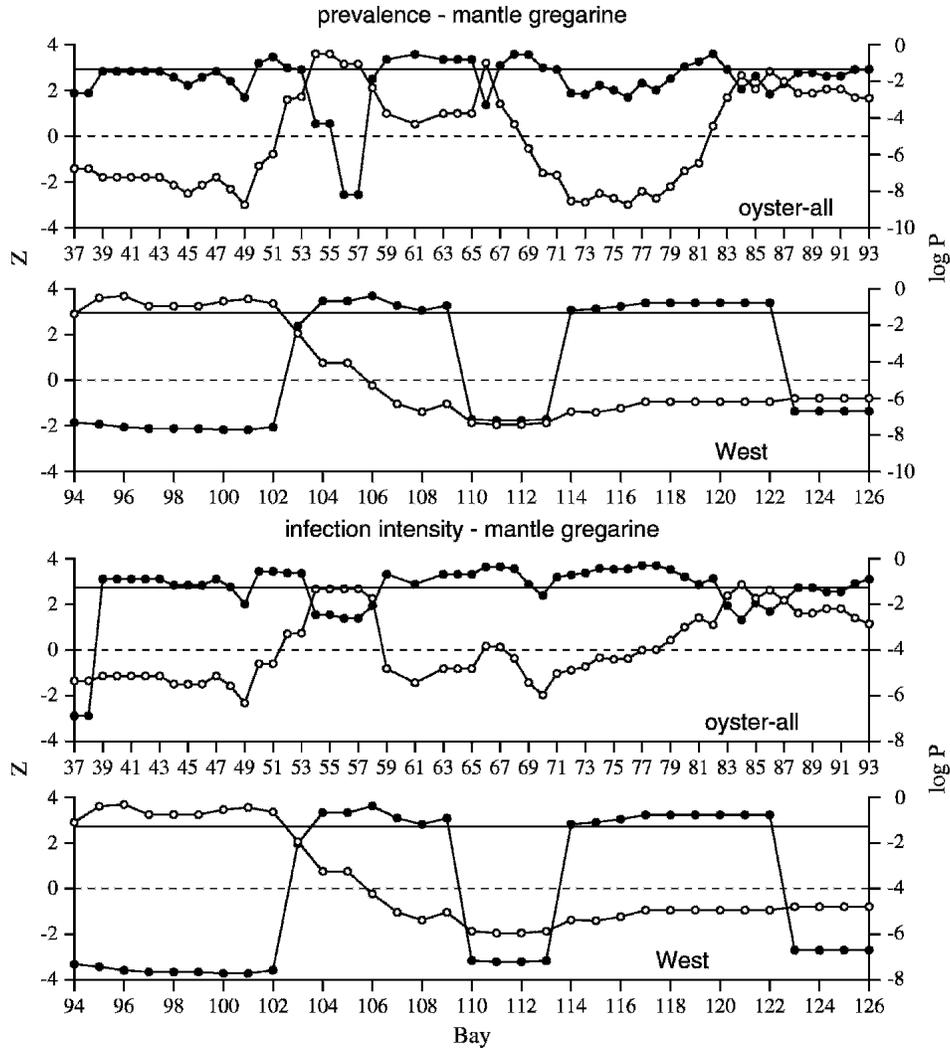 prevalence - mantle gregarine
4 2 0 -2 -4
0 -2 -4 -6 -8 -10
oyster-all
37 39 41 43 45 47 49 51 53 55 57 59 61 63 65 67 69 71 73 75 77 79 81 83 85 87 89 91 93
Z
log P
4 2 0 -2 -4
0 -2 -4 -6 -8 -10
West
94 96 98 100 102 104 106 108 110 112 114 116 118 120 122 124 126
infection intensity - mantle gregarine
4 2 0 -2 -4
0 -2 -4 -6 -8
oyster-all
37 39 41 43 45 47 49 51 53 55 57 59 61 63 65 67 69 71 73 75 77 79 81 83 85 87 89 91 93
Z
log P
4 2 0 -2 -4
0 -2 -4 -6 -8
West
94 96 98 100 102 104 106 108 110 112 114 116 118 120 122 124 126
Bay